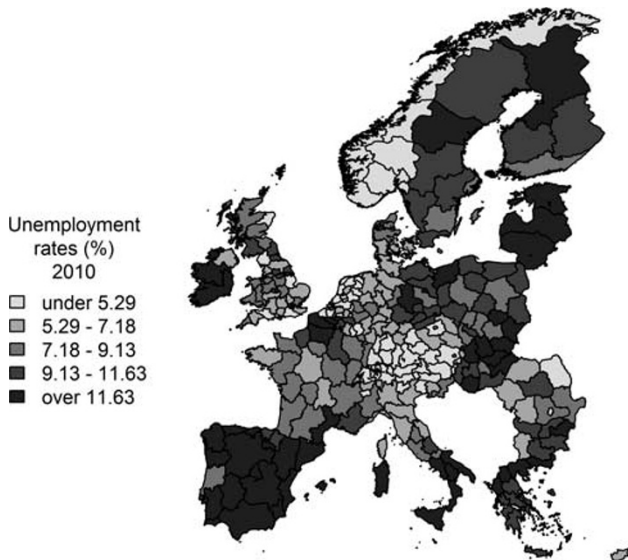 Unemployment
rates (%)
2010
under 5.29
5.29 - 7.18
7.18 - 9.13
9.13 - 11.63
over 11.63